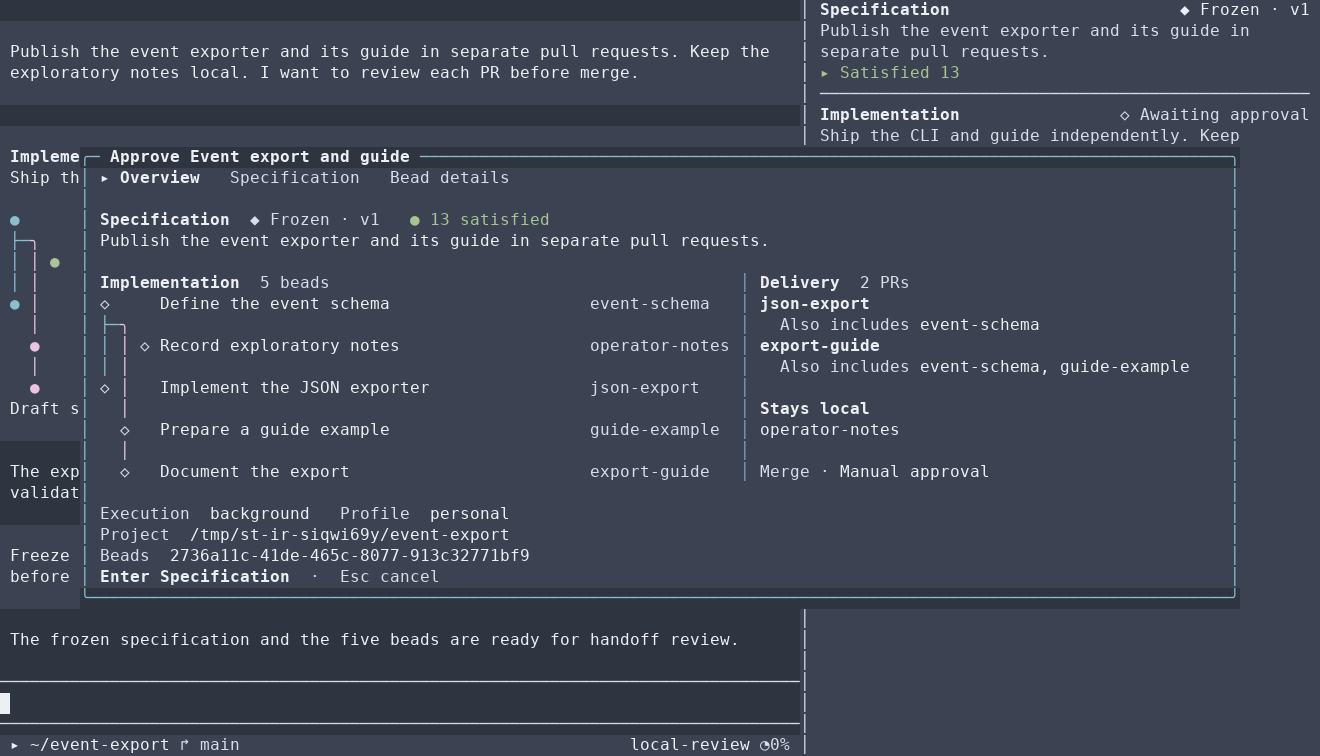 Publish the event exporter and its guide in separate pull requests. Keep the
exploratory notes local. I want to review each PR before merge.
Specification ◆ Frozen · v1
Publish the event exporter and its guide in
separate pull requests.
▸ Satisfied 13
Implementation ◇ Awaiting approval
Ship the CLI and guide independently. Keep
Impleme
Ship th
Draft s
The exp
validat
Freeze
before
Approve Event export and guide
▸ Overview Specification Bead details
Specification ◆ Frozen · v1 ● 13 satisfied
Publish the event exporter and its guide in separate pull requests.
Implementation 5 beads
◇ Define the event schema event-schema
◇ Record exploratory notes operator-notes
◇ Implement the JSON exporter json-export
◇ Prepare a guide example guide-example
◇ Document the export export-guide
Delivery 2 PRs
json-export
Also includes event-schema
export-guide
Also includes event-schema, guide-example
Stays local
operator-notes
Merge · Manual approval
Execution background Profile personal
Project /tmp/st-ir-siqwi69y/event-export
Beads 2736a11c-41de-465c-8077-913c32771bf9
Enter Specification · Esc cancel
The frozen specification and the five beads are ready for handoff review.
▸ ~/event-export ↱ main local-review ◔0%